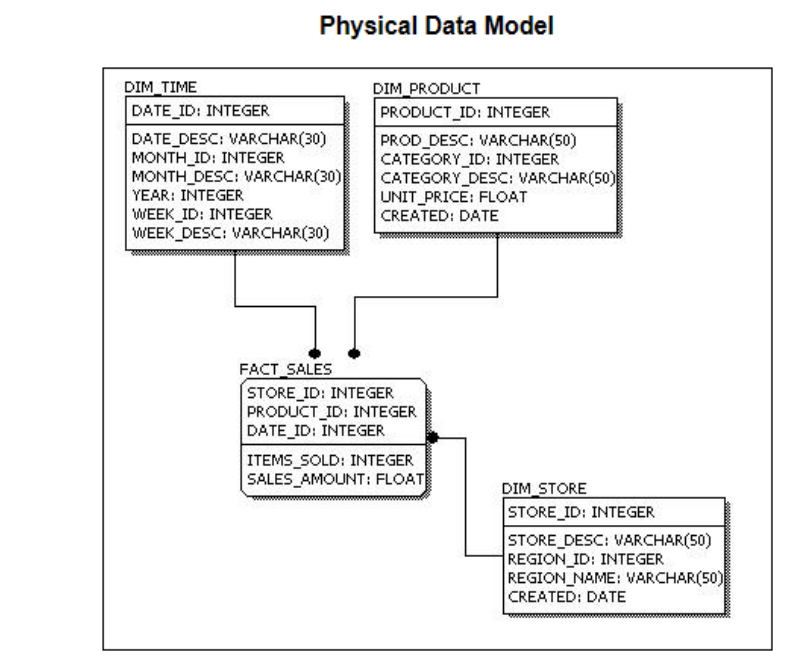 Physical Data Model
DIM_TIME
DATE_ID: INTEGER
DATE_DESC: VARCHAR(30)
MONTH_ID: INTEGER
MONTH_DESC: VARCHAR(30)
YEAR: INTEGER
WEEK_ID: INTEGER
WEEK_DESC: VARCHAR(30)
DIM_PRODUCT
PRODUCT_ID: INTEGER
PROD_DESC: VARCHAR(50)
CATEGORY_ID: INTEGER
CATEGORY_DESC: VARCHAR(50)
UNIT_PRICE: FLOAT
CREATED: DATE
FACT_SALES
STORE_ID: INTEGER
PRODUCT_ID: INTEGER
DATE_ID: INTEGER
ITEMS_SOLD: INTEGER
SALES_AMOUNT: FLOAT
DIM_STORE
STORE_ID: INTEGER
STORE_DESC: VARCHAR(50)
REGION_ID: INTEGER
REGION_NAME: VARCHAR(50)
CREATED: DATE